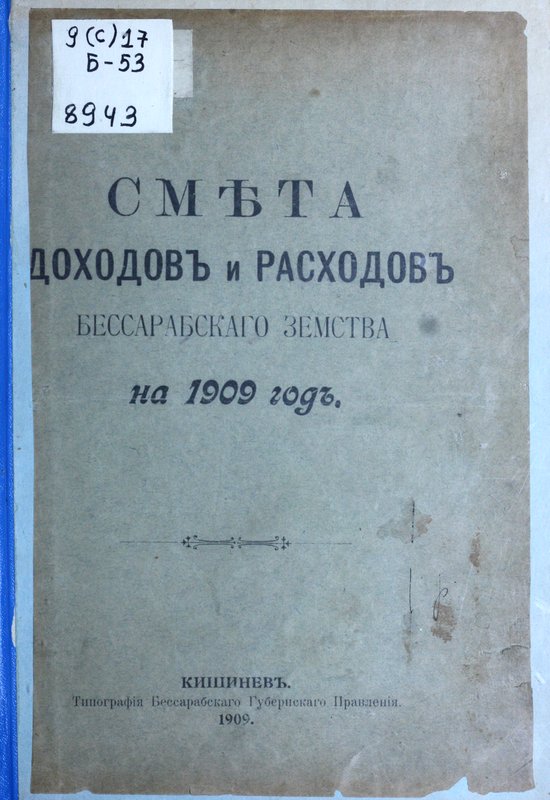 9(с)17
Б-53
8943
СМѢТА
ДОХОДОВЪ и РАСХОДОВЪ
БЕССАРАБСКАГО ЗЕМСТВА
на 1909 годъ.
КИШИНЕВЪ.
Типографія Бессарабскаго Губернскаго Правленія.
1909.